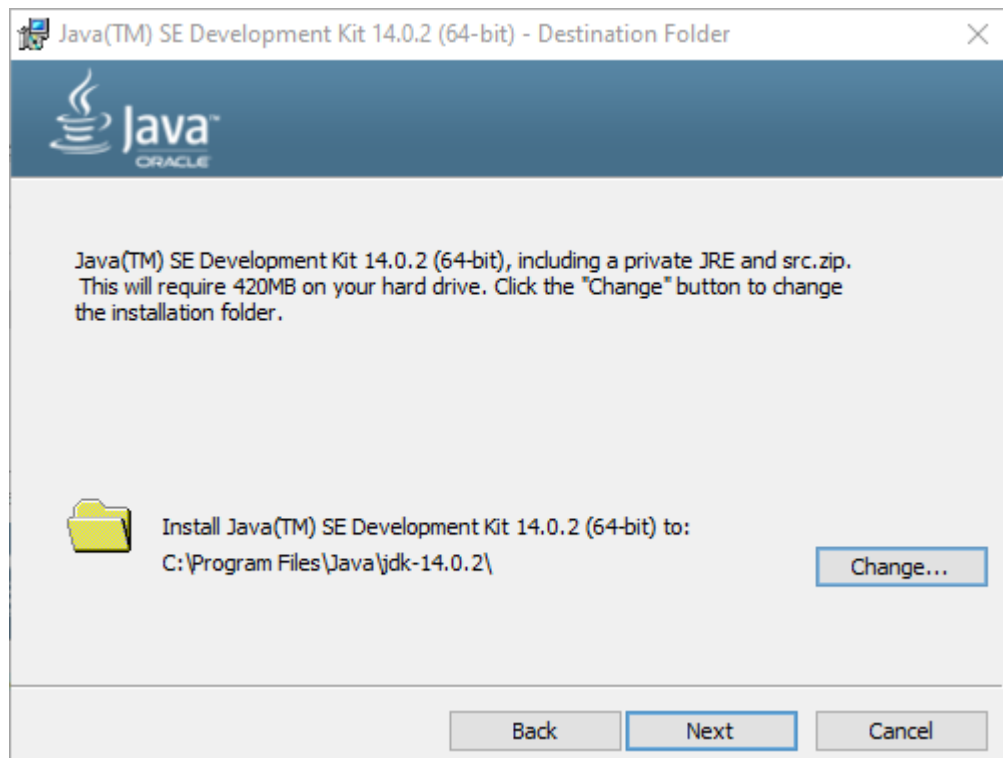 Java(TM) SE Development Kit 14.0.2 (64-bit) - Destination Folder
Java™
ORACLE
Java(TM) SE Development Kit 14.0.2 (64-bit), including a private JRE and src.zip.
This will require 420MB on your hard drive. Click the "Change" button to change
the installation folder.
Install Java(TM) SE Development Kit 14.0.2 (64-bit) to:
C:\Program Files\Java\jdk-14.0.2\
Change...
Back
Next
Cancel